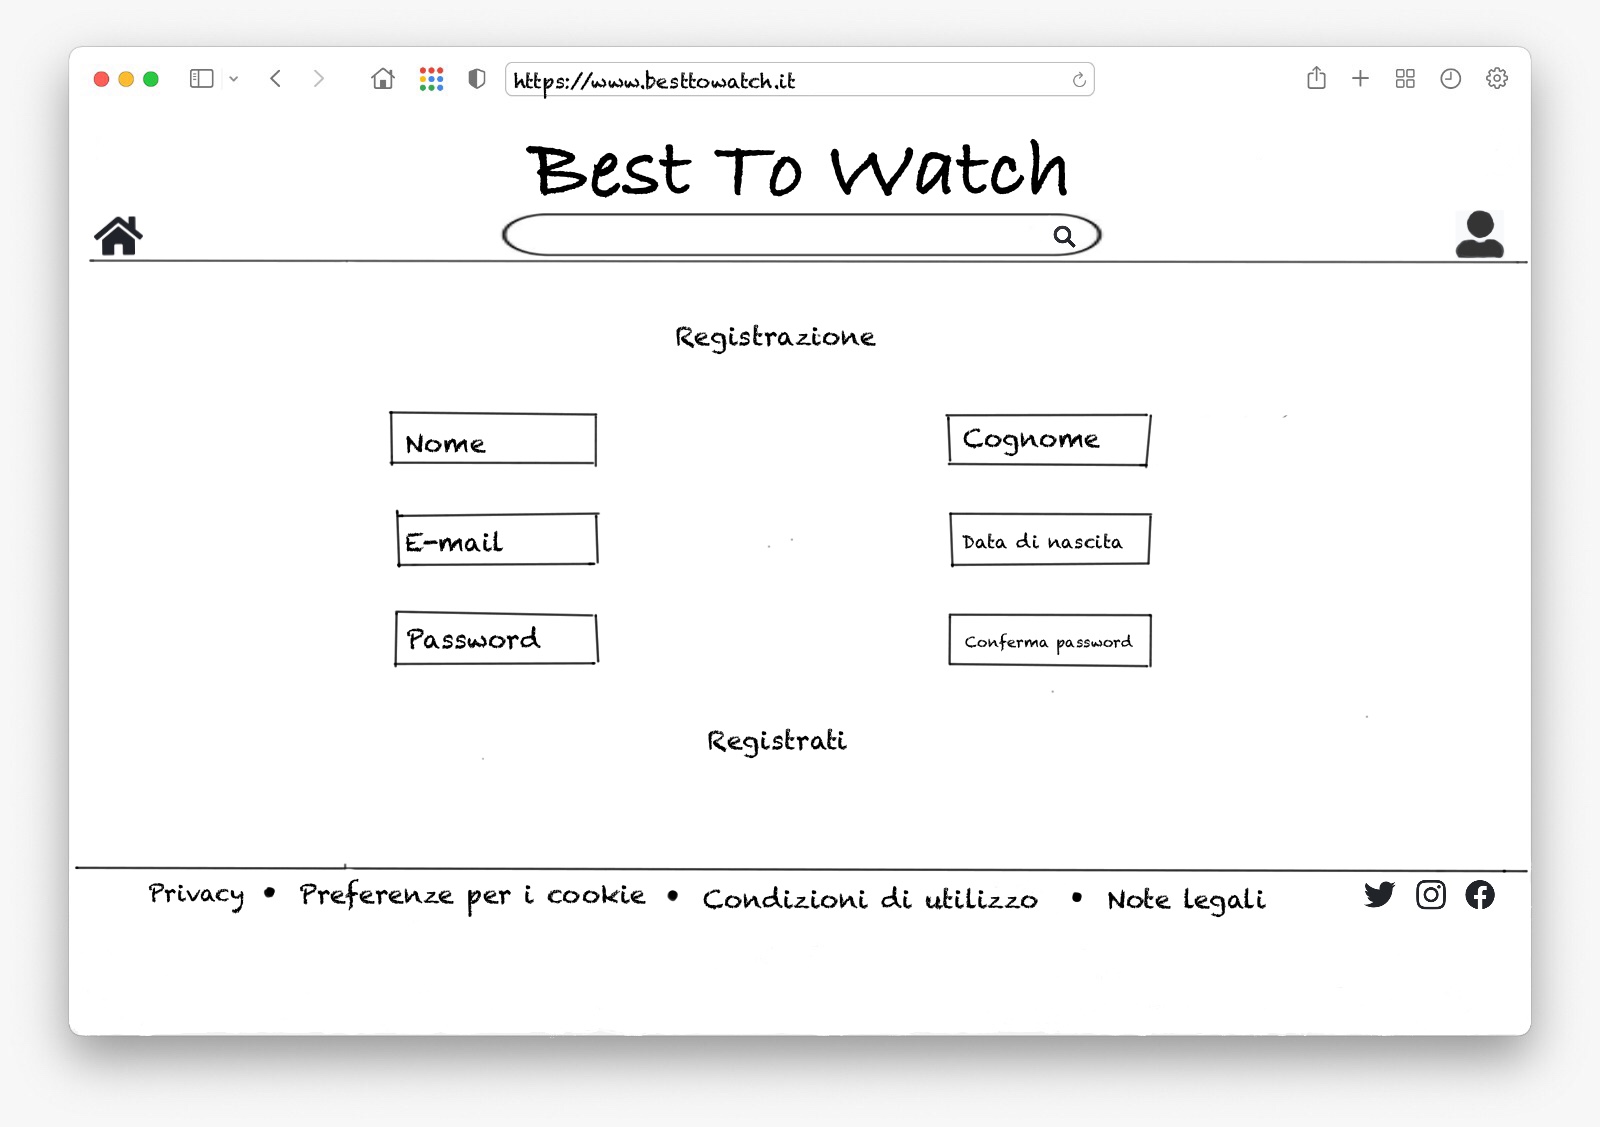 https://www.besttowatch.it
Best To Watch
Registrazione
Nome
Cognome
E-mail
Data di nascita
Password
Conferma password
Registrati
Privacy • Preferenze per i cookie • Condizioni di utilizzo • Note legali